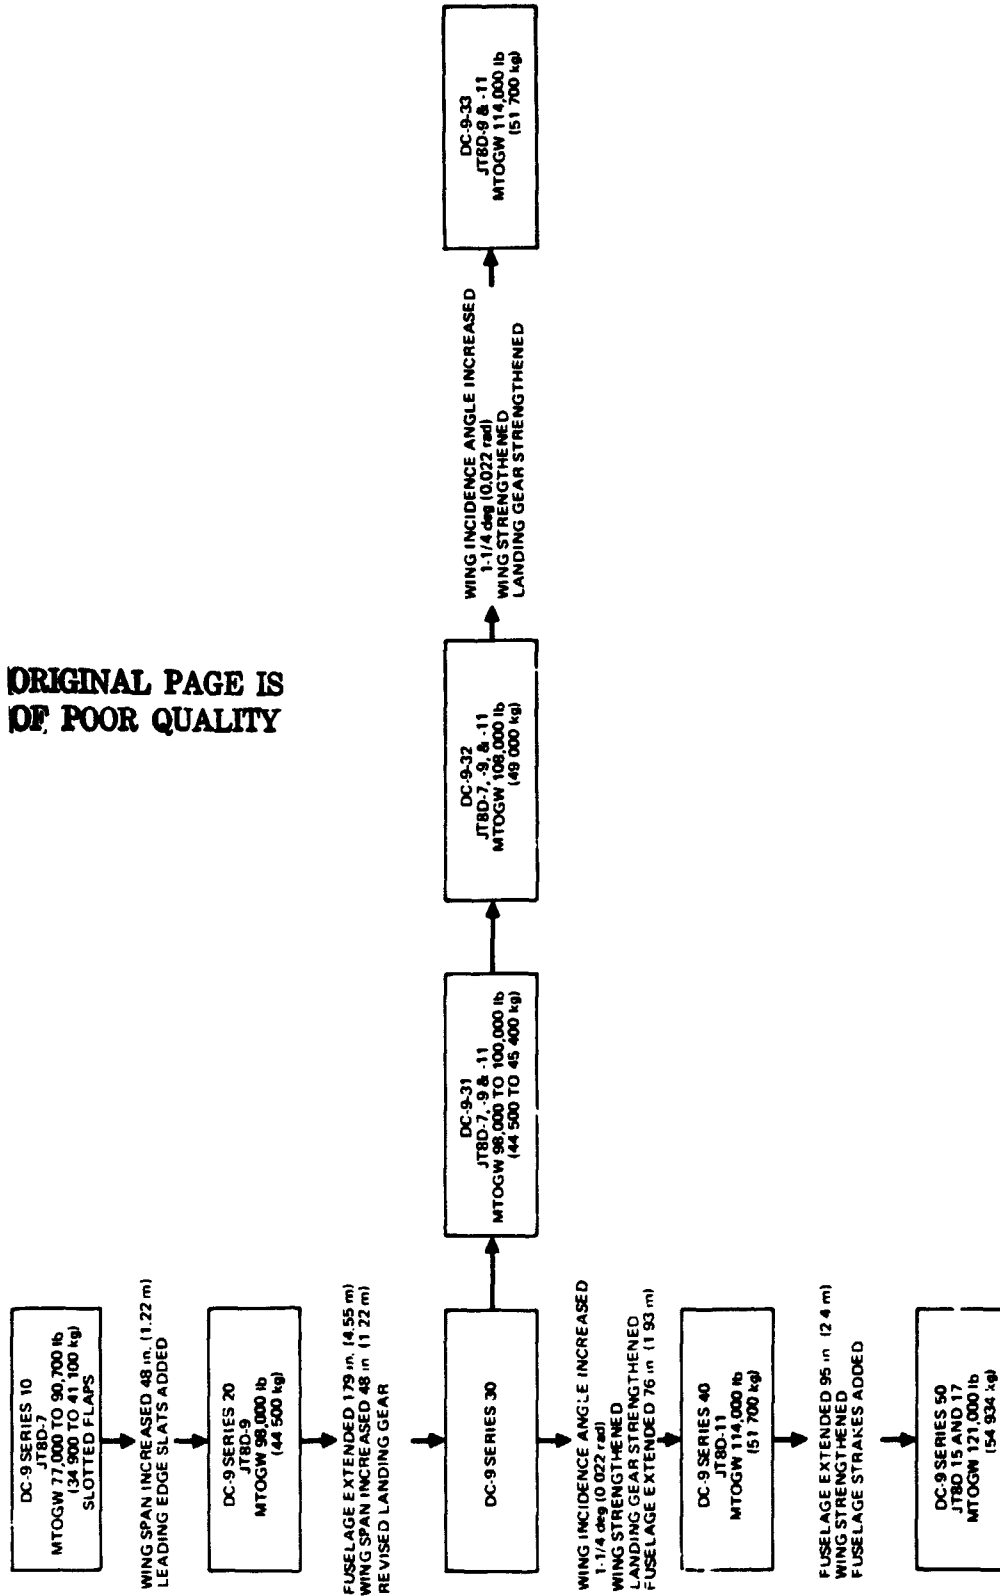 DC-9 SERIES 10
JT8D-7
MTOGW 77,000 TO 90,700 lb
(34 900 TO 41 100 kg)
SLOTTED FLAPS
WING SPAN INCREASED 48 in. (1.22 m)
LEADING EDGE SLATS ADDED
DC-9 SERIES 20
JT8D-9
MTOGW 98,000 lb
(44 500 kg)
FUSELAGE EXTENDED 179 in. (4.55 m)
WING SPAN INCREASED 48 in (1 22 m)
REVISED LANDING GEAR
DC-9 SERIES 30
DC-9-31
JT8D-7, -9 & -11
MTOGW 98,000 TO 100,000 lb
(44 500 TO 45 400 kg)
DC-9-32
JT8D-7, -9, & -11
MTOGW 108,000 lb
(49 000 kg)
WING INCIDENCE ANGLE INCREASED
1-1/4 deg (0.022 rad)
WING STRENGTHENED
LANDING GEAR STRENGTHENED
DC-9-33
JT8D-9 & -11
MTOGW 114,000 lb
(51 700 kg)
WING INCIDENCE ANGLE INCREASED
1-1/4 deg (0 022 rad)
WING STRENGTHENED
LANDING GEAR STRENGTHENED
FUSELAGE EXTENDED 76 in (1 93 m)
DC-9 SERIES 40
JT8D-11
MTOGW 114,000 lb
(51 700 kg)
FUSELAGE EXTENDED 95 in (2 4 m)
WING STRENGTHENED
FUSELAGE STRAKES ADDED
DC-9 SERIES 50
JT8D 15 AND 17
MTOGW 121,000 lb
(54 934 kg)
ORIGINAL PAGE IS
OF POOR QUALITY